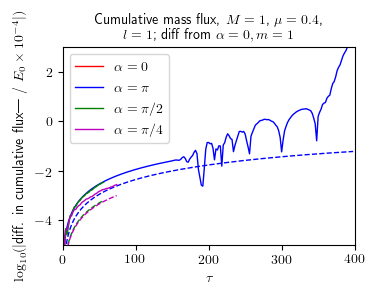 Cumulative mass flux, M = 1, μ = 0.4,
l = 1; diff from α = 0, m = 1
log₁₀(|diff. in cumulative flux— / E₀ × 10⁻⁴|)
2
0
−2
−4
α = 0
α = π
α = π/2
α = π/4
0
100
200
300
400
τ